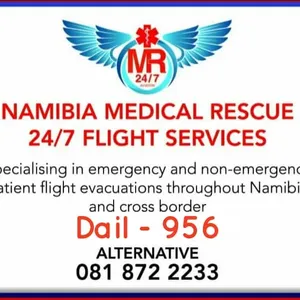 MR
24/7
NAMIBIA MEDICAL RESCUE
24/7 FLIGHT SERVICES
pecialising in emergency and non-emergenc
atient flight evacuations throughout Namibi
and cross border
Dail - 956
ALTERNATIVE
081 872 2233